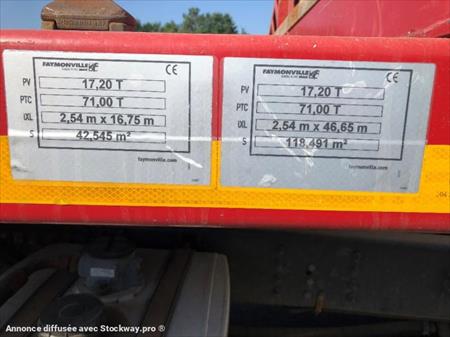 FAYMONVILLE
CE
PV 17,20 T
PTC 71,00 T
lXL 2,54 m x 16,75 m
S 42,545 m²
faymonville.com
FAYMONVILLE
CE
PV 17,20 T
PTC 71,00 T
lXL 2,54 m x 46,65 m
S 118,491 m²
faymonville.com
Annonce diffusée avec Stockway.pro ®